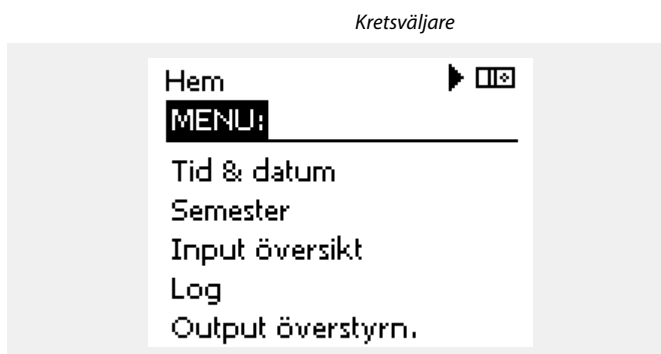 Kretsväljare
Hem
MENU:
Tid & datum
Semester
Input översikt
Log
Output överstyrn.